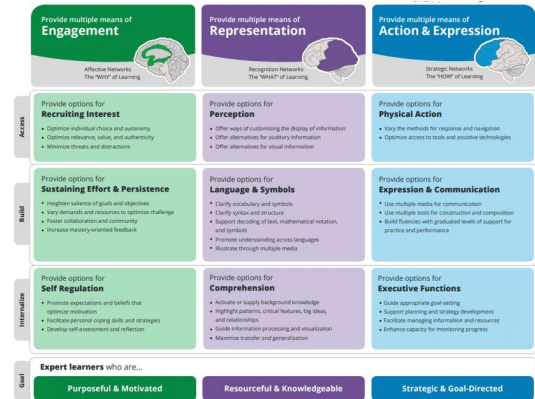 Provide multiple means of
Engagement
Affective Networks
The "WHY" of Learning
Provide multiple means of
Representation
Recognition Networks
The "WHAT" of Learning
Provide multiple means of
Action & Expression
Strategic Networks
The "HOW" of Learning
Access
Provide options for
Recruiting Interest
• Optimize individual choice and autonomy
• Optimize relevance, value, and authenticity
• Minimize threats and distractions
Provide options for
Perception
• Offer ways of customizing the display of information
• Offer alternatives for auditory information
• Offer alternatives for visual information
Provide options for
Physical Action
• Vary the methods for response and navigation
• Optimize access to tools and assistive technologies
Build
Provide options for
Sustaining Effort & Persistence
• Heighten salience of goals and objectives
• Vary demands and resources to optimize challenge
• Foster collaboration and community
• Increase mastery-oriented feedback
Provide options for
Language & Symbols
• Clarify vocabulary and symbols
• Clarify syntax and structure
• Support decoding of text, mathematical notation,
and symbols
• Promote understanding across languages
• Illustrate through multiple media
Provide options for
Expression & Communication
• Use multiple media for communication
• Use multiple tools for construction and composition
• Build fluencies with graduated levels of support for
practice and performance
Internalize
Provide options for
Self Regulation
• Promote expectations and beliefs that
optimize motivation
• Facilitate personal coping skills and strategies
• Develop self-assessment and reflection
Provide options for
Comprehension
• Activate or supply background knowledge
• Highlight patterns, critical features, big ideas,
and relationships
• Guide information processing and visualization
• Maximize transfer and generalization
Provide options for
Executive Functions
• Guide appropriate goal-setting
• Support planning and strategy development
• Facilitate managing information and resources
• Enhance capacity for monitoring progress
Goal
Expert learners who are...
Purposeful & Motivated
Resourceful & Knowledgeable
Strategic & Goal-Directed